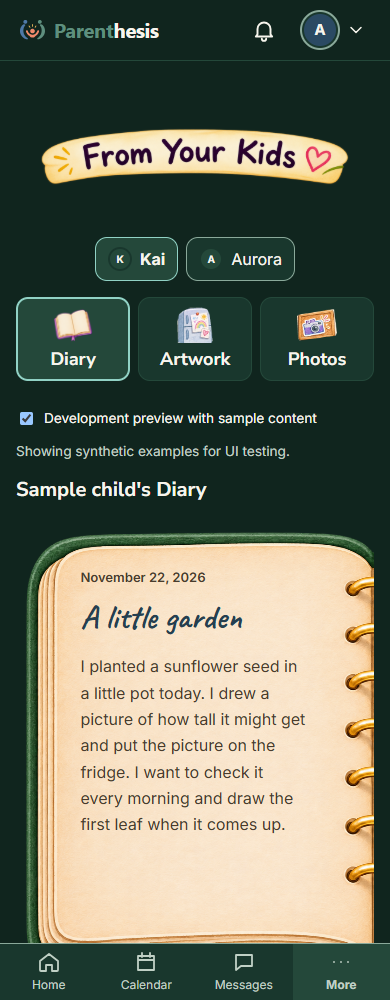 Parenthesis
A
From Your Kids
K Kai
A Aurora
Diary
Artwork
Photos
Development preview with sample content
Showing synthetic examples for UI testing.
Sample child's Diary
November 22, 2026
A little garden
I planted a sunflower seed in
a little pot today. I drew a
picture of how tall it might get
and put the picture on the
fridge. I want to check it
every morning and draw the
first leaf when it comes up.
Home
Calendar
Messages
More